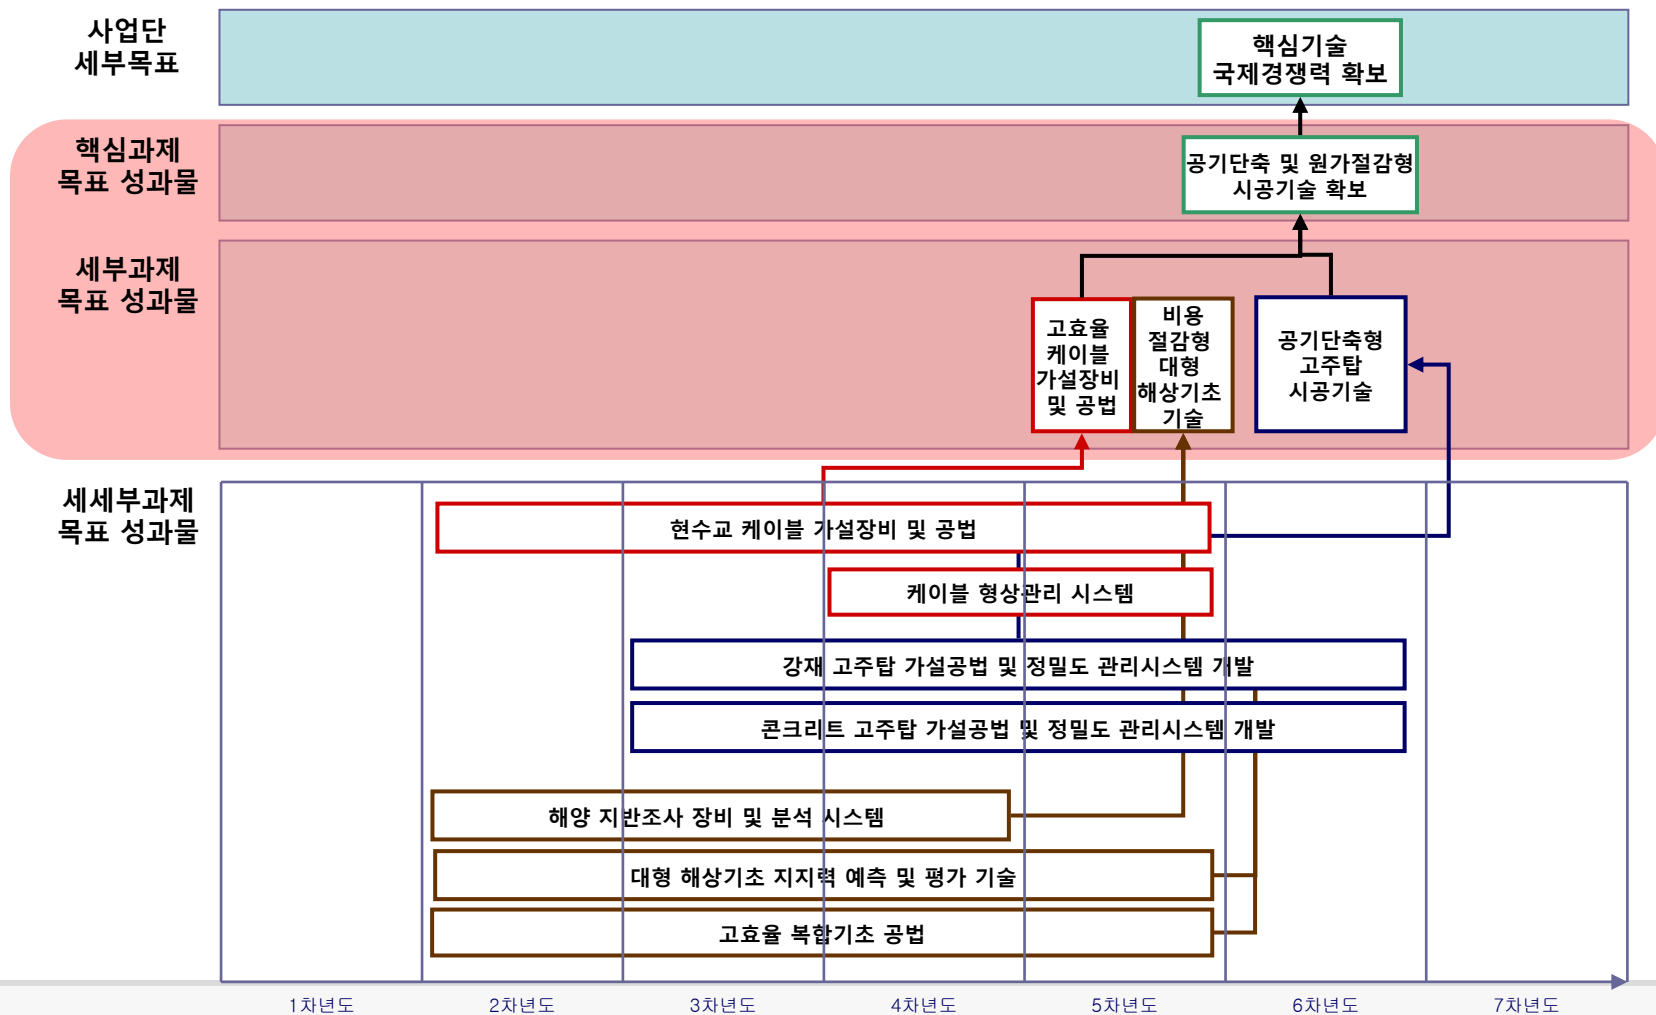 사업단
세부목표
핵심기술
국제경쟁력 확보
핵심과제
목표 성과물
공기단축 및 원가절감형
시공기술 확보
세부과제
목표 성과물
고효율
케이블
가설장비
및 공법
비용
절감형
대형
해상기초
기술
공기단축형
고주탑
시공기술
세세부과제
목표 성과물
현수교 케이블 가설장비 및 공법
케이블 형상관리 시스템
강재 고주탑 가설공법 및 정밀도 관리시스템 개발
콘크리트 고주탑 가설공법 및 정밀도 관리시스템 개발
해양 지반조사 장비 및 분석 시스템
대형 해상기초 지지력 예측 및 평가 기술
고효율 복합기초 공법
1차년도 2차년도 3차년도 4차년도 5차년도 6차년도 7차년도